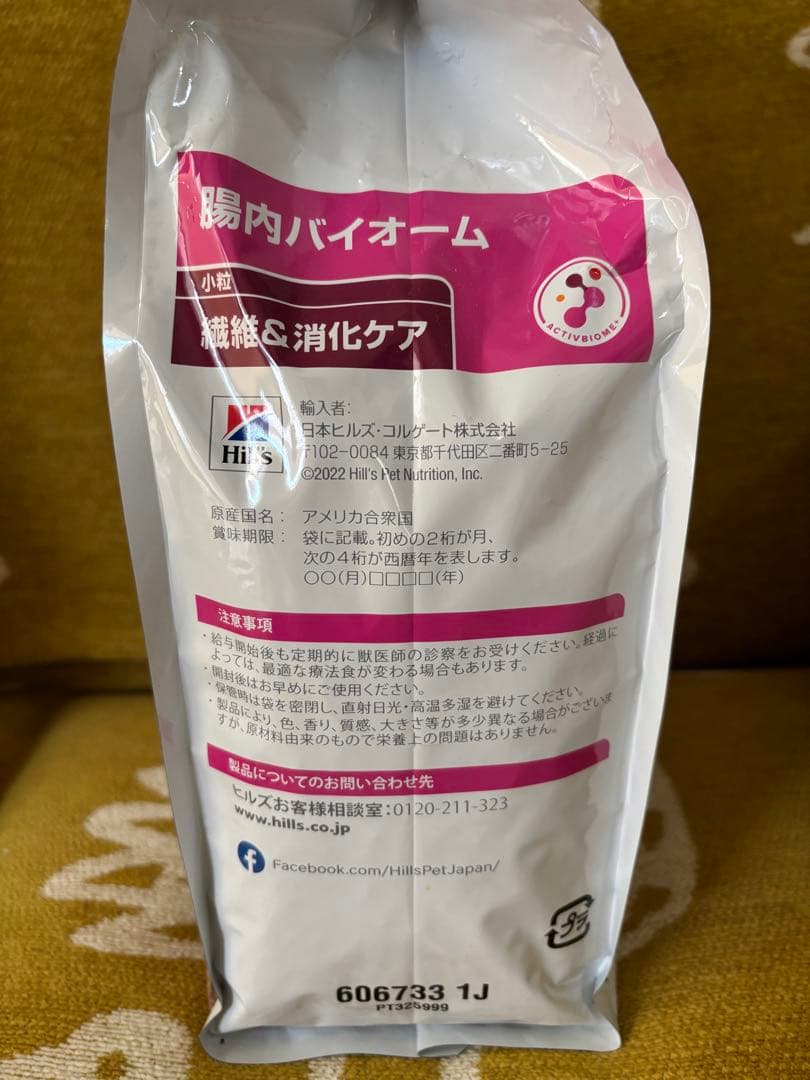 腸内バイオーム
小粒
繊維&消化ケア
ACTIVBIOME+
Hill's
輸入者:
日本ヒルズ・コルゲート株式会社
〒102-0084 東京都千代田区二番町5-25
©2022 Hill's Pet Nutrition, Inc.
原産国名: アメリカ合衆国
賞味期限: 袋に記載。初めの2桁が月、
次の4桁が西暦年を表します。
〇〇(月)□□□□(年)
注意事項
・給与開始後も定期的に獣医師の診察をお受けください。経過に
よっては、最適な療法食が変わる場合もあります。
・開封後はお早めにご使用ください。
・保管時は袋を密閉し、直射日光・高温多湿を避けてください。
・製品により、色、香り、質感、大きさ等が多少異なる場合がございま
すが、原材料由来のもので栄養上の問題はありません。
製品についてのお問い合わせ先
ヒルズお客様相談室:0120-211-323
www.hills.co.jp
Facebook.com/HillsPetJapan/
プラ
606733 1J
PT325999